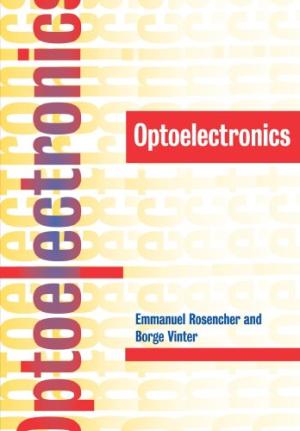 Optoelectronics
Optoelectronics
Emmanuel Rosencher and
Borge Vinter